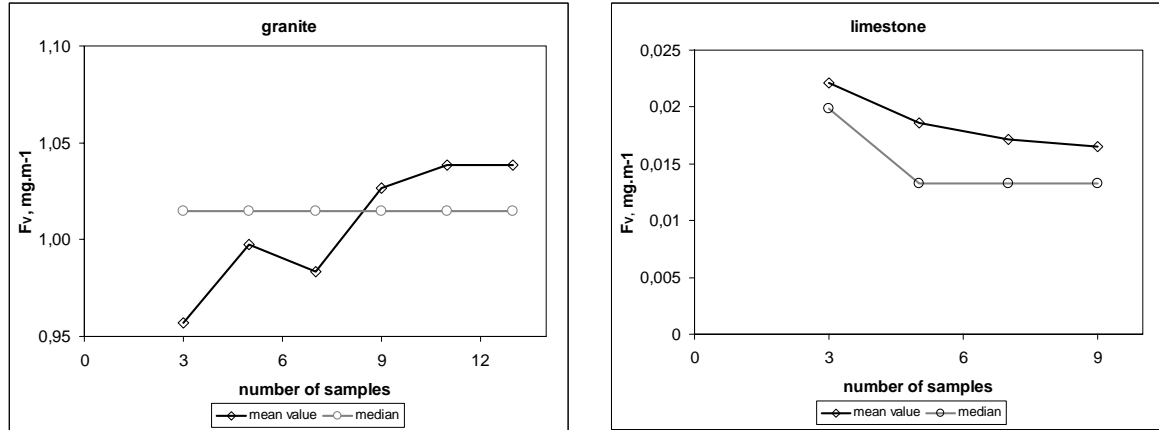 granite
1,10
1,05
1,00
0,95
Fv, mg.m-1
0 3 6 9 12
number of samples
mean value median
limestone
0,025
0,02
0,015
0,01
0,005
0
Fv, mg.m-1
0 3 6 9
number of samples
mean value median